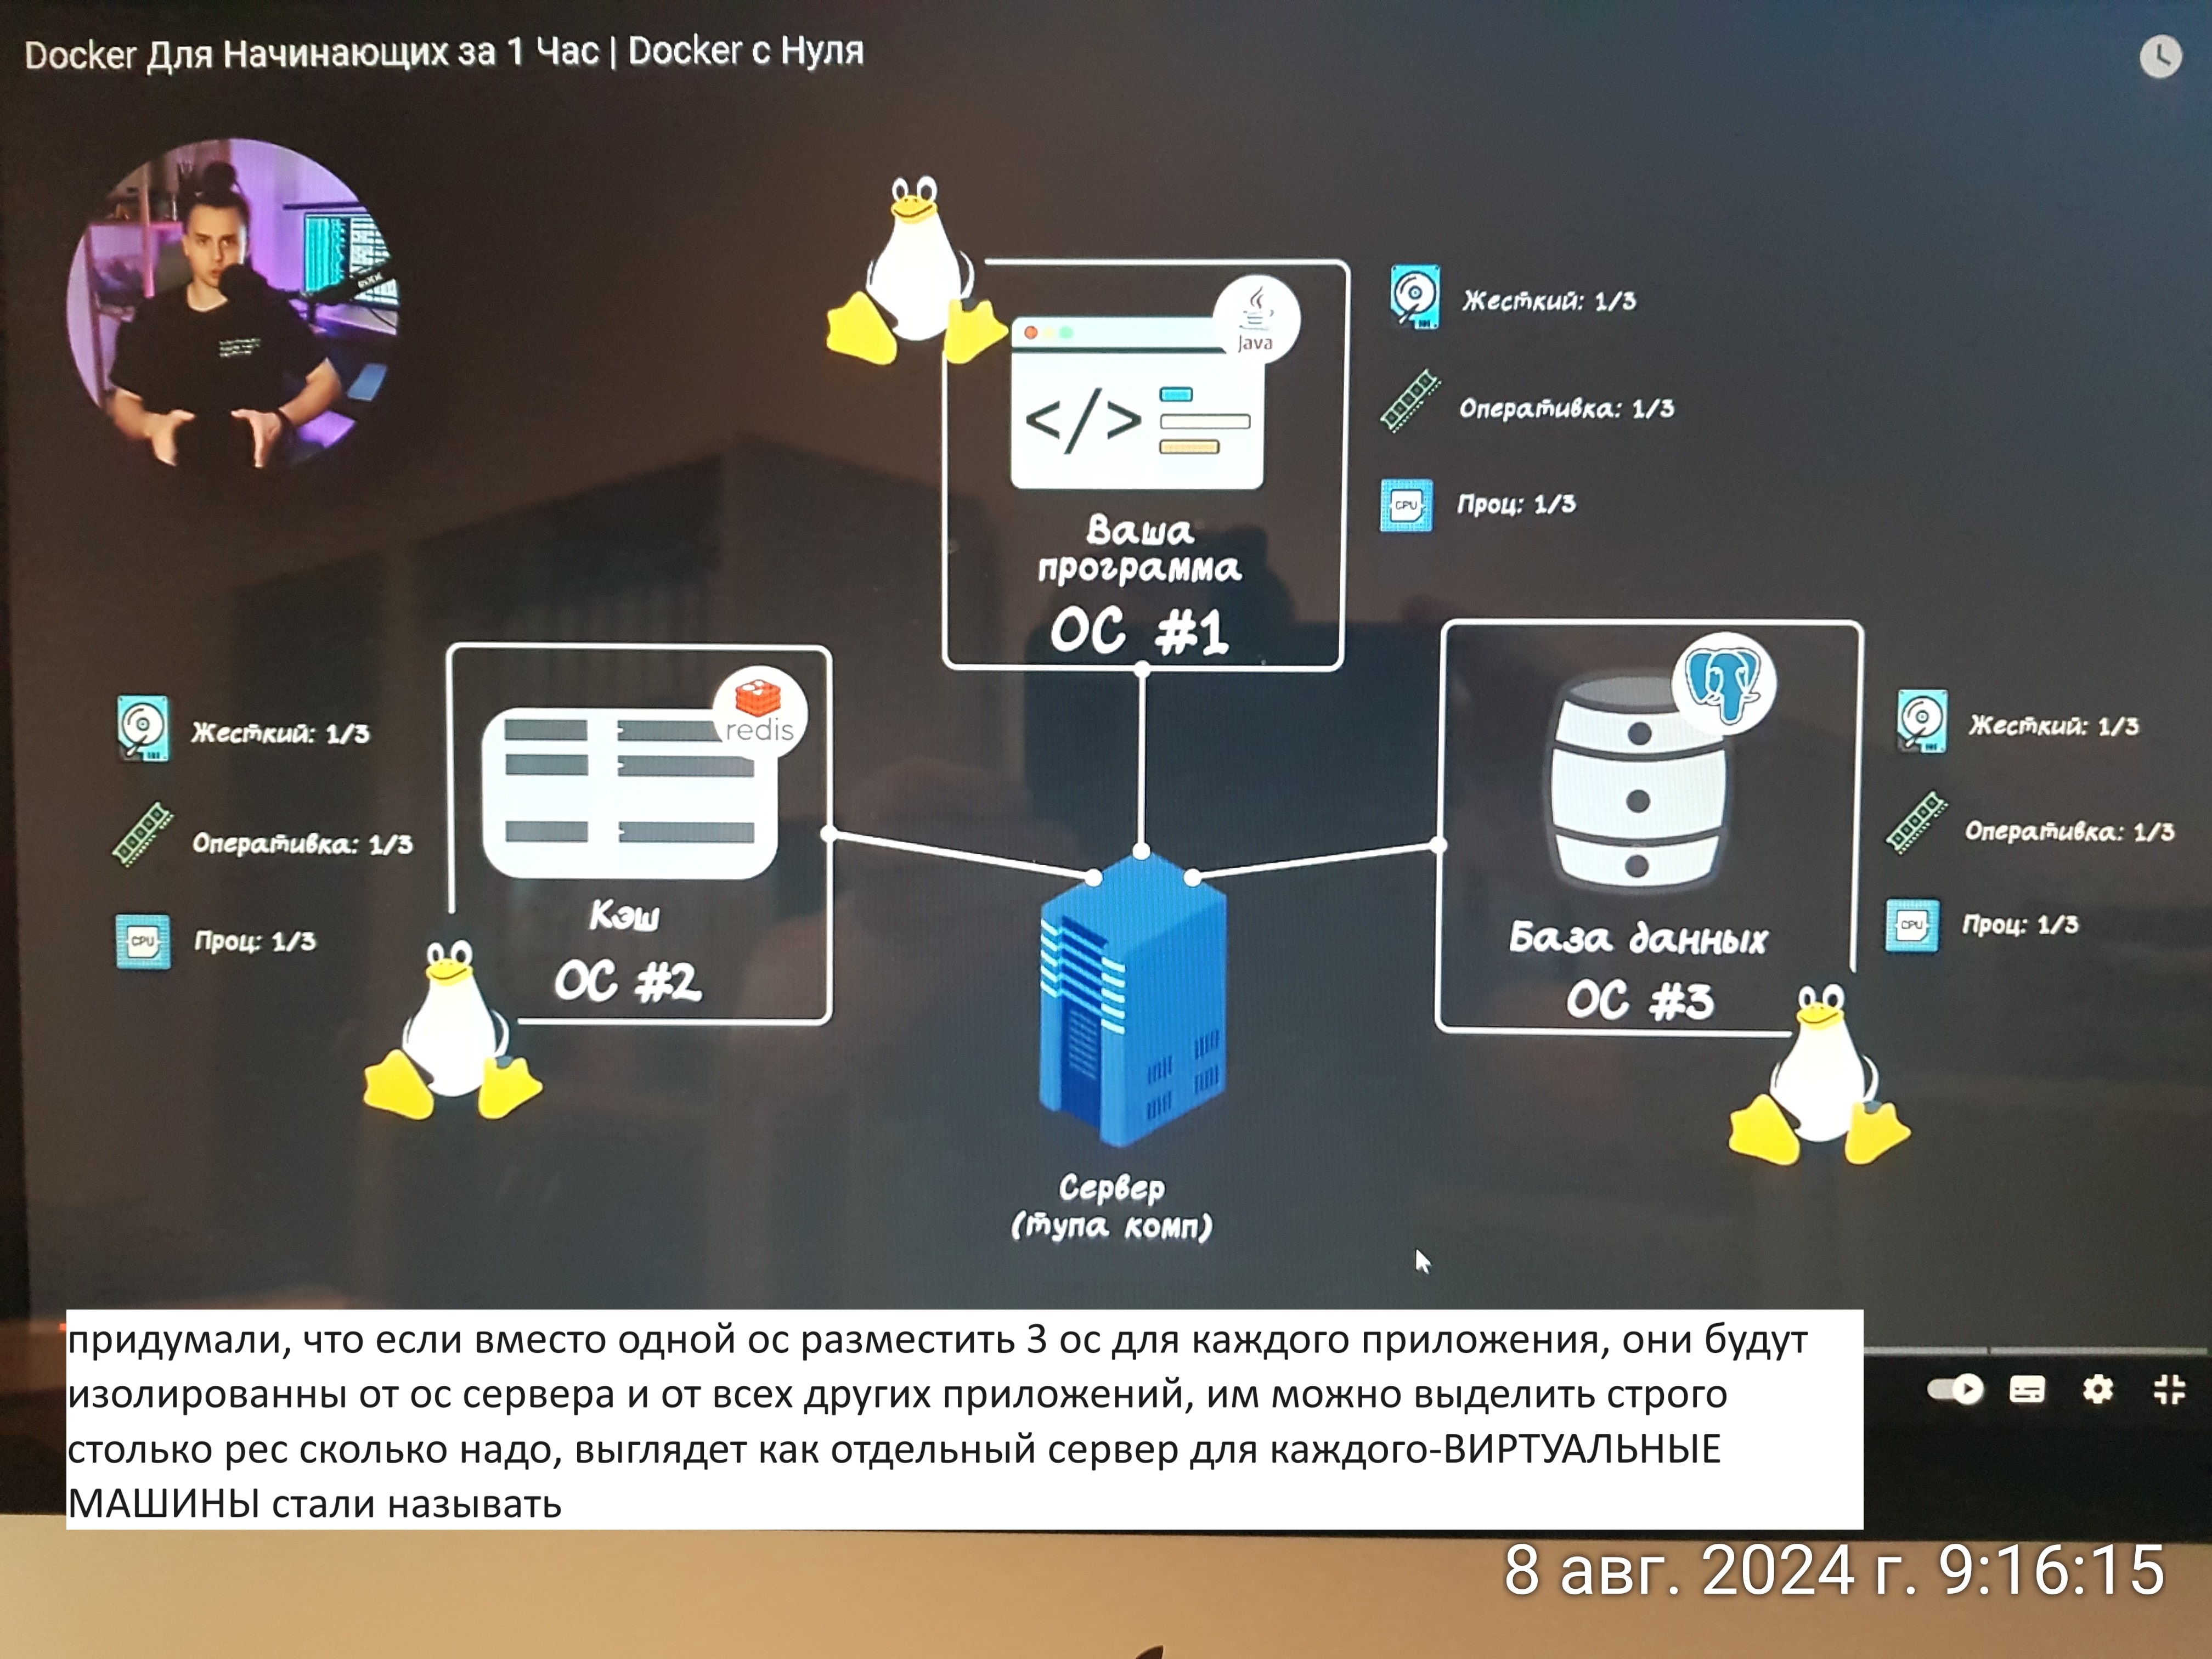 Docker Для Начинающих за 1 Час | Docker с Нуля
Java
</>
Ваша
программа
ОС #1
Жесткий: 1/3
Оперативка: 1/3
Проц: 1/3
CPU
redis
Кэш
ОС #2
Жесткий: 1/3
Оперативка: 1/3
Проц: 1/3
CPU
База данных
ОС #3
Жесткий: 1/3
Оперативка: 1/3
Проц: 1/3
CPU
Сервер
(тупа комп)
придумали, что если вместо одной ос разместить 3 ос для каждого приложения, они будут
изолированны от ос сервера и от всех других приложений, им можно выделить строго
столько рес сколько надо, выглядет как отдельный сервер для каждого-ВИРТУАЛЬНЫЕ
МАШИНЫ стали называть
8 авг. 2024 г. 9:16:15